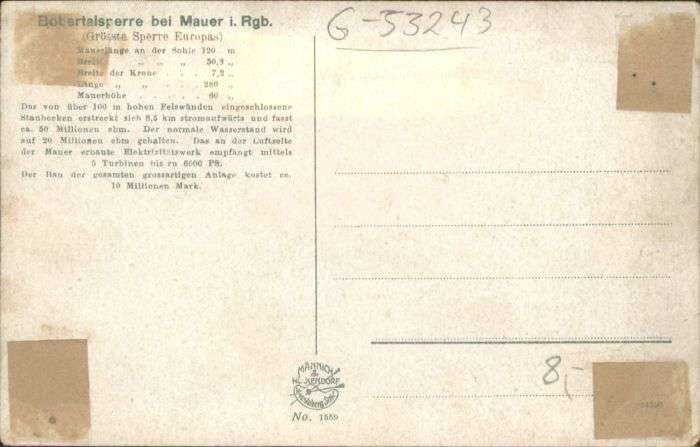 Bobertalsperre bei Mauer i. Rgb.
(Grösste Sperre Europas)
Mauerlänge an der Sohle 120 m
Breite „ „ „ 50,3 „
Breite der Krone . . . 7,2 „
Länge „ „ . . . 280 „
Mauerhöhe . . . . . 60 „
Das von über 100 m hohen Felswänden eingeschlossene
Staubecken erstreckt sich 8,5 km stromaufwärts und fasst
ca. 50 Millionen cbm. Der normale Wasserstand wird
auf 20 Millionen cbm gehalten. Das an der Luftseite
der Mauer erbaute Elektrizitätswerk empfängt mittels
5 Turbinen bis zu 6000 PS.
Der Bau der gesamten grossartigen Anlage kostet ca.
10 Millionen Mark.
G-53243
8,-
MÄNNICH
&
No. 1559